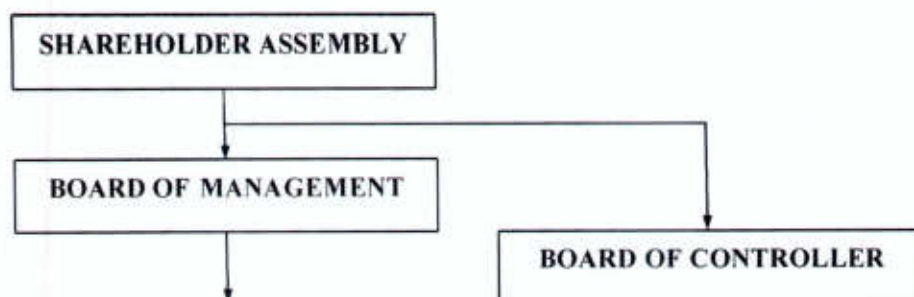 SHAREHOLDER ASSEMBLY
BOARD OF MANAGEMENT
BOARD OF CONTROLLER